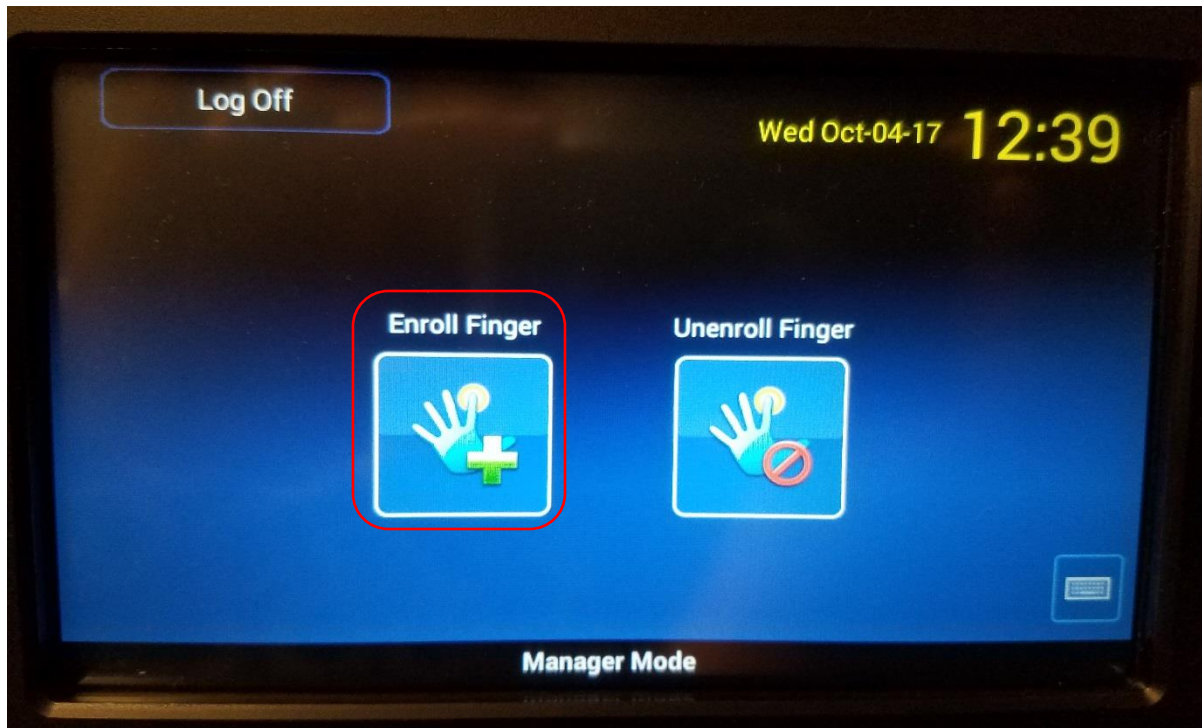 Log Off
Wed Oct-04-17 12:39
Enroll Finger
Unenroll Finger
Manager Mode